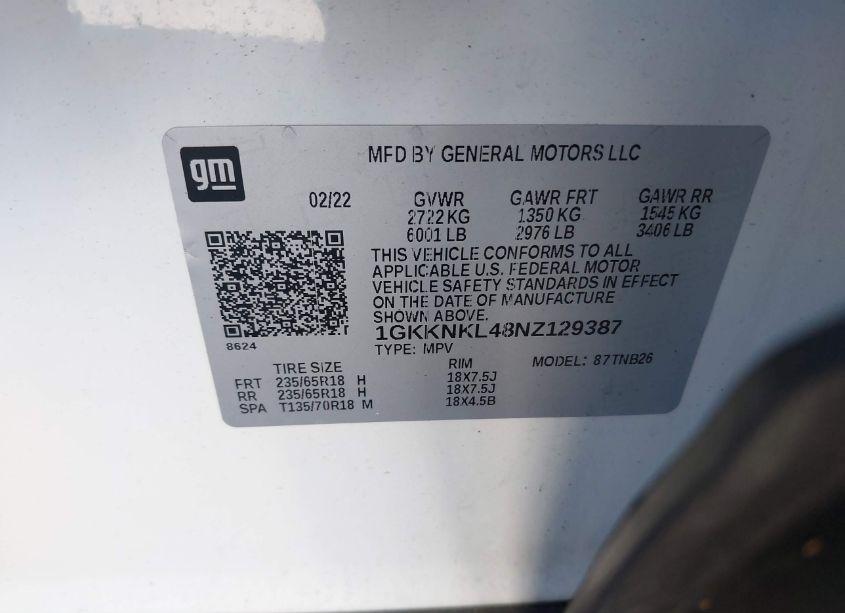 gm
MFD BY GENERAL MOTORS LLC
02/22 GVWR GAWR FRT GAWR RR
2722 KG 1350 KG 1545 KG
6001 LB 2976 LB 3406 LB
THIS VEHICLE CONFORMS TO ALL
APPLICABLE U.S. FEDERAL MOTOR
VEHICLE SAFETY STANDARDS IN EFFECT
ON THE DATE OF MANUFACTURE
SHOWN ABOVE.
1GKKNKL48NZ129387
8624
TYPE: MPV MODEL: 87TNB26
TIRE SIZE RIM
FRT 235/65R18 H 18X7.5J
RR 235/65R18 H 18X7.5J
SPA T135/70R18 M 18X4.5B